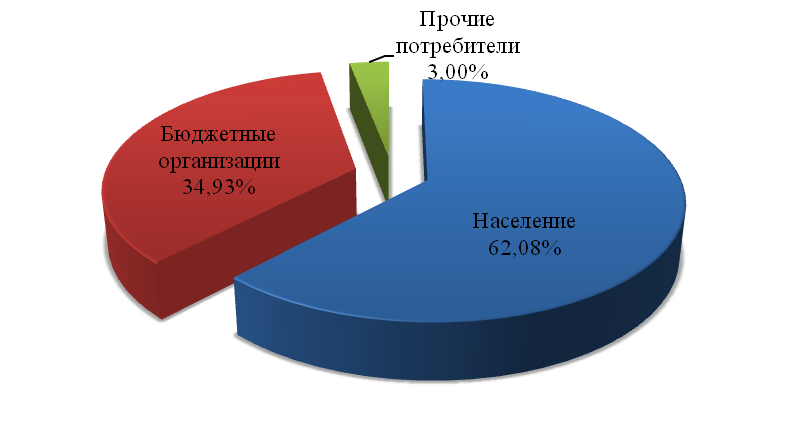 Прочие
потребители
3,00%
Бюджетные
организации
34,93%
Население
62,08%